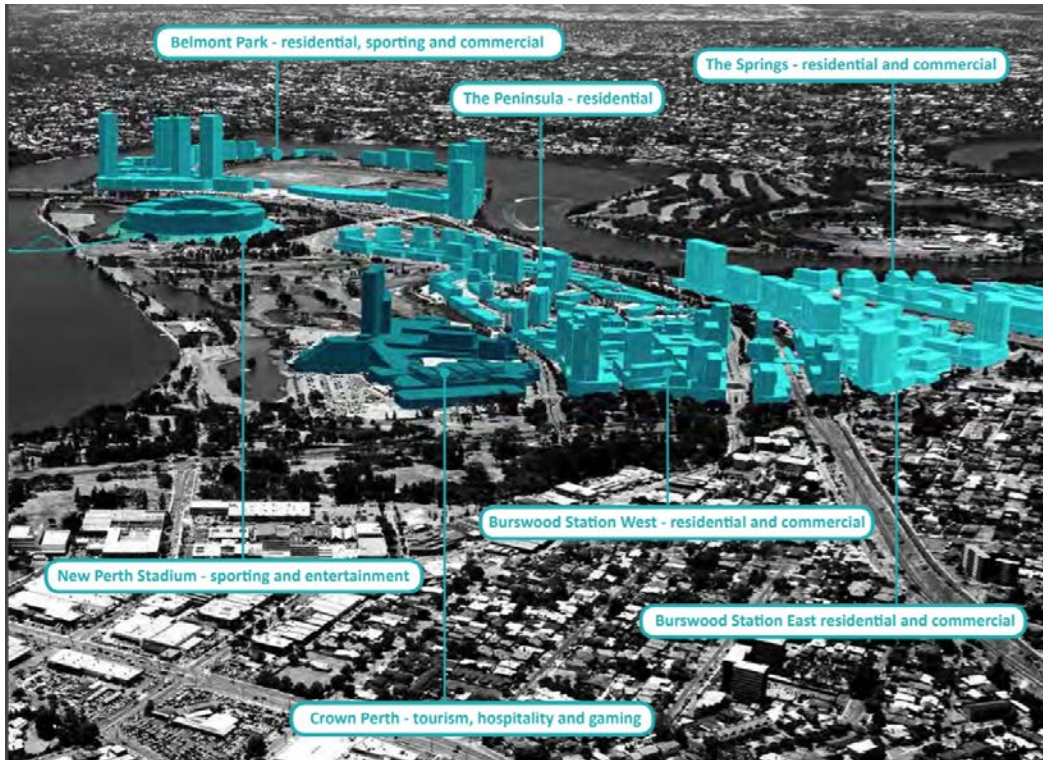 Belmont Park - residential, sporting and commercial
The Springs - residential and commercial
The Peninsula - residential
Burswood Station West - residential and commercial
New Perth Stadium - sporting and entertainment
Burswood Station East residential and commercial
Crown Perth - tourism, hospitality and gaming